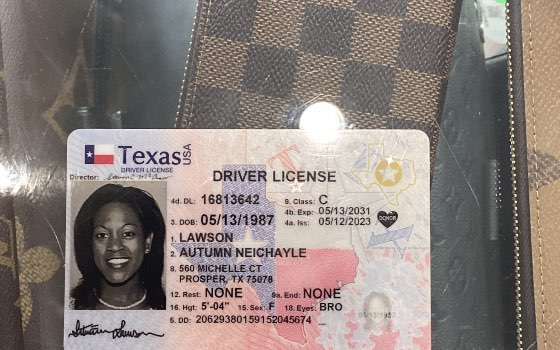 Texas USA
DRIVER LICENSE
Director:
DRIVER LICENSE
4d. DL: 16813642
9. Class: C
4b. Exp: 05/13/2031
3. DOB: 05/13/1987
4a. Iss: 05/12/2023
DONOR
1. LAWSON
2. AUTUMN NEICHAYLE
8. 560 MICHELLE CT
PROSPER, TX 75078
12. Rest: NONE 9a. End: NONE
16. Hgt: 5'-04" 15. Sex: F 18. Eyes: BRO
5. DD: 20629380159152045674